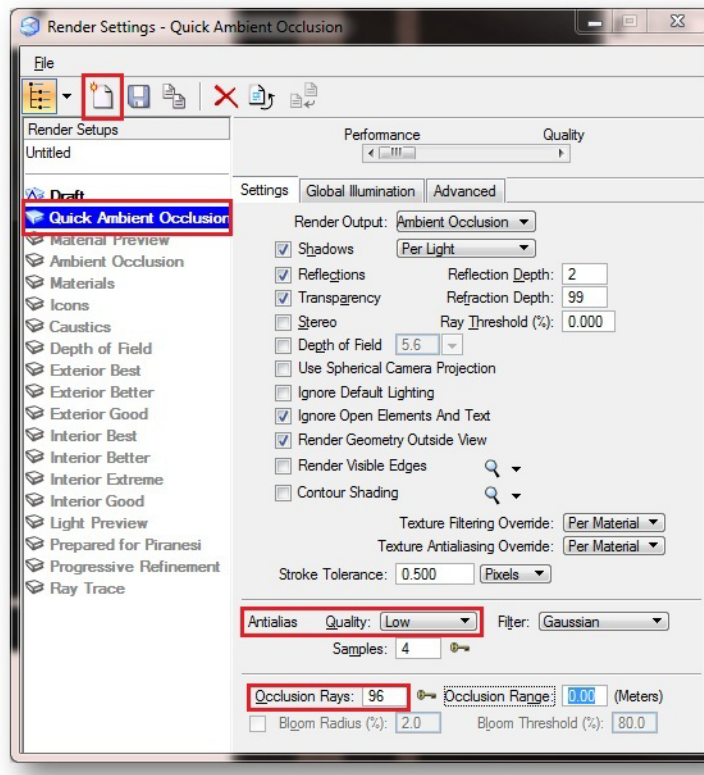 Render Settings - Quick Ambient Occlusion
File
Render Setups
Untitled
Draft
Quick Ambient Occlusion
Material Preview
Ambient Occlusion
Materials
Icons
Caustics
Depth of Field
Exterior Best
Exterior Better
Exterior Good
Interior Best
Interior Better
Interior Extreme
Interior Good
Light Preview
Prepared for Piranesi
Progressive Refinement
Ray Trace
Performance Quality
Settings Global Illumination Advanced
Render Output: Ambient Occlusion
Shadows Per Light
Reflections Reflection Depth: 2
Transparency Refraction Depth: 99
Stereo Ray Threshold (%): 0.000
Depth of Field 5.6
Use Spherical Camera Projection
Ignore Default Lighting
Ignore Open Elements And Text
Render Geometry Outside View
Render Visible Edges
Contour Shading
Texture Filtering Override: Per Material
Texture Antialiasing Override: Per Material
Stroke Tolerance: 0.500 Pixels
Antialias Quality: Low Filter: Gaussian
Samples: 4
Occlusion Rays: 96 Occlusion Range: 0.00 (Meters)
Bloom Radius (%): 2.0 Bloom Threshold (%): 80.0